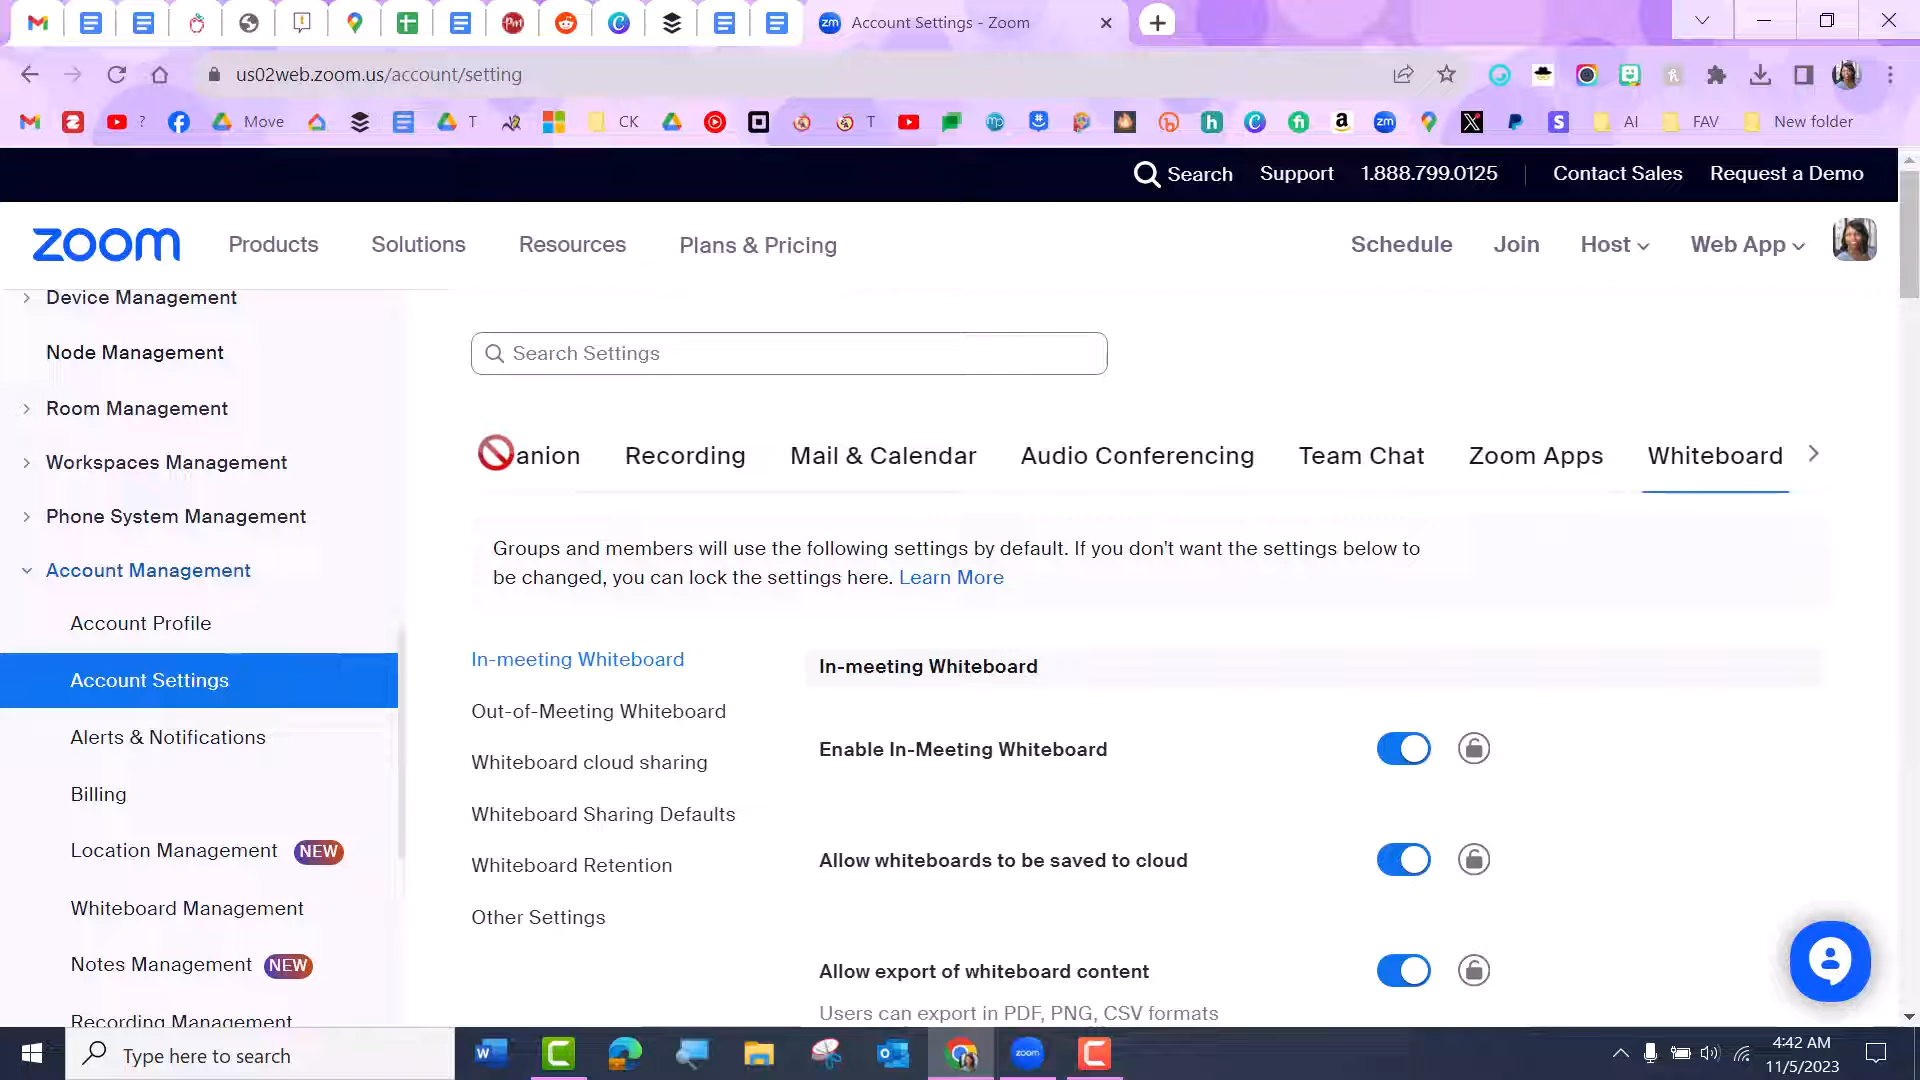 Account Settings - Zoom
us02web.zoom.us/account/setting
?
Move
T
CK
T
AI
FAV
New folder
Search
Support
1.888.799.0125
Contact Sales
Request a Demo
zoom
Products
Solutions
Resources
Plans & Pricing
Schedule
Join
Host
Web App
Device Management
Node Management
Room Management
Workspaces Management
Phone System Management
Account Management
Account Profile
Account Settings
Alerts & Notifications
Billing
Location Management NEW
Whiteboard Management
Notes Management NEW
Recording Management
Search Settings
anion
Recording
Mail & Calendar
Audio Conferencing
Team Chat
Zoom Apps
Whiteboard
Groups and members will use the following settings by default. If you don't want the settings below to
be changed, you can lock the settings here. Learn More
In-meeting Whiteboard
Out-of-Meeting Whiteboard
Whiteboard cloud sharing
Whiteboard Sharing Defaults
Whiteboard Retention
Other Settings
In-meeting Whiteboard
Enable In-Meeting Whiteboard
Allow whiteboards to be saved to cloud
Allow export of whiteboard content
Users can export in PDF, PNG, CSV formats
Type here to search
4:42 AM
11/5/2023